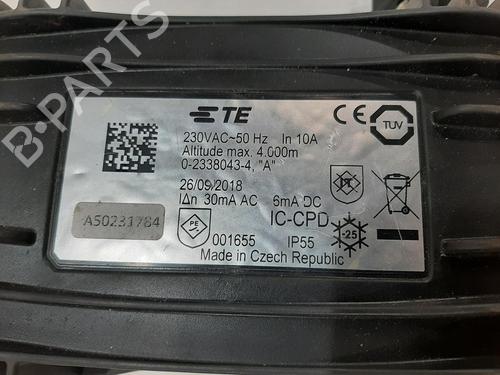 TE
230VAC~50 Hz In 10A
Altitude max. 4.000m
0-2338043-4, "A"
26/09/2018
IΔn 30mA AC 6mA DC
IC-CPD
A50231784
PE
001655 IP55 -25
Made in Czech Republic
CE
TÜV
B-PARTS